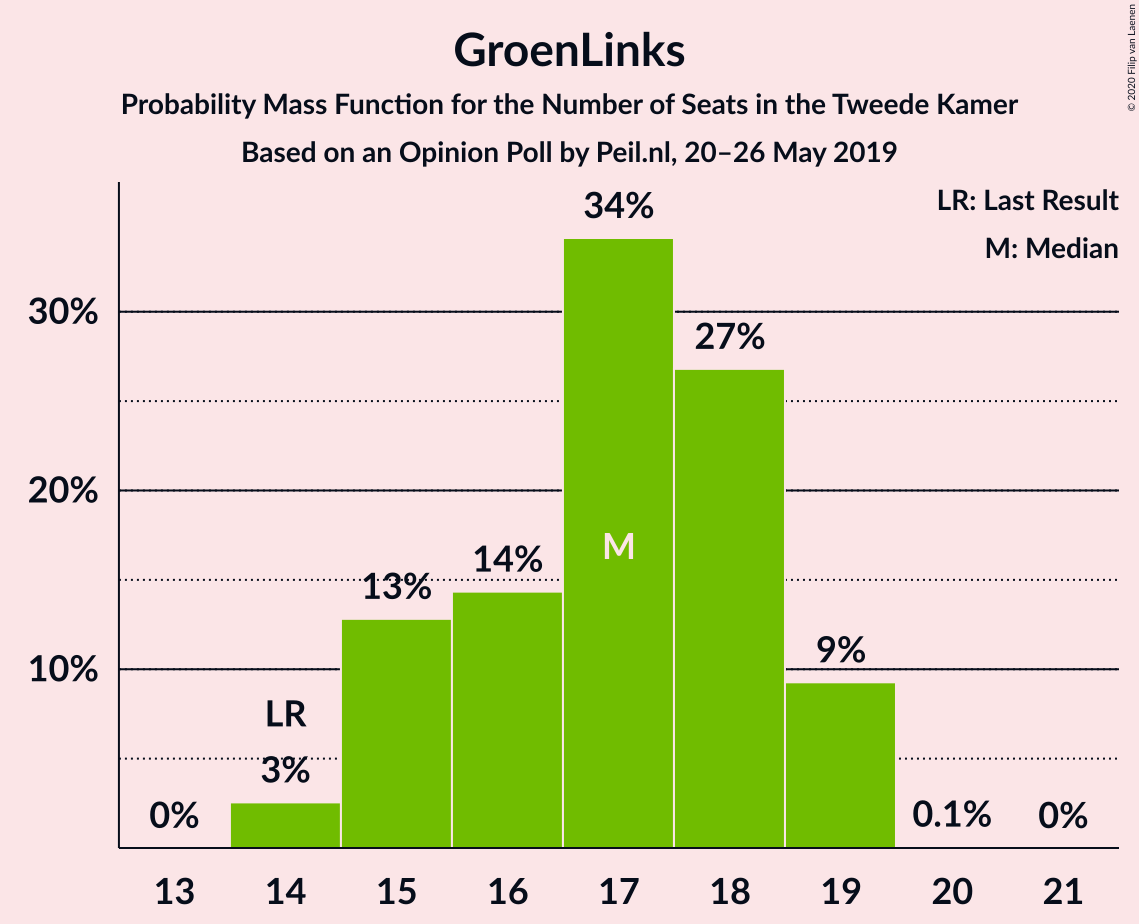 GroenLinks
Probability Mass Function for the Number of Seats in the Tweede Kamer
Based on an Opinion Poll by Peil.nl, 20–26 May 2019
© 2020 Filip van Laenen
LR: Last Result
M: Median
34%
30%
27%
20%
M
14%
13%
9%
10%
LR
3%
0%
0.1%
0%
13 14 15 16 17 18 19 20 21